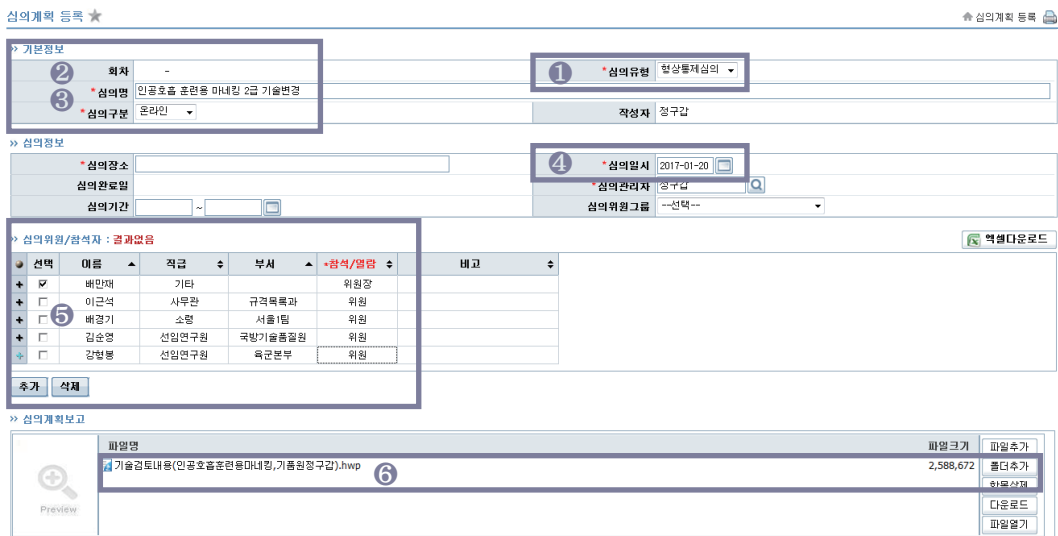 심의계획 등록 ★ 심의계획 등록
» 기본정보
❷ 회차 - ❶ *심의유형 형상통제심의
❸ *심의명 인공호흡 훈련용 마네킹 2급 기술변경
*심의구분 온라인 작성자 정구갑
» 심의정보
*심의장소 ❹ *심의일시 2017-01-20
심의완료일 *심의관리자 정구갑
심의기간 ~ 심의위원그룹 --선택--
» 심의위원/참석자 : 결과없음 엑셀다운로드
선택 이름 직급 부서 *참석/열람 비고
배만재 기타 위원장
이근석 사무관 규격목록과 위원
❺ 배경기 소령 서울1팀 위원
김순영 선임연구원 국방기술품질원 위원
강형봉 선임연구원 육군본부 위원
추가 삭제
» 심의계획보고
파일명 파일크기 파일추가
기술검토내용(인공호흡훈련용마네킹,기품원정구갑).hwp ❻ 2,588,672 폴더추가
항목삭제
Preview 다운로드
파일열기